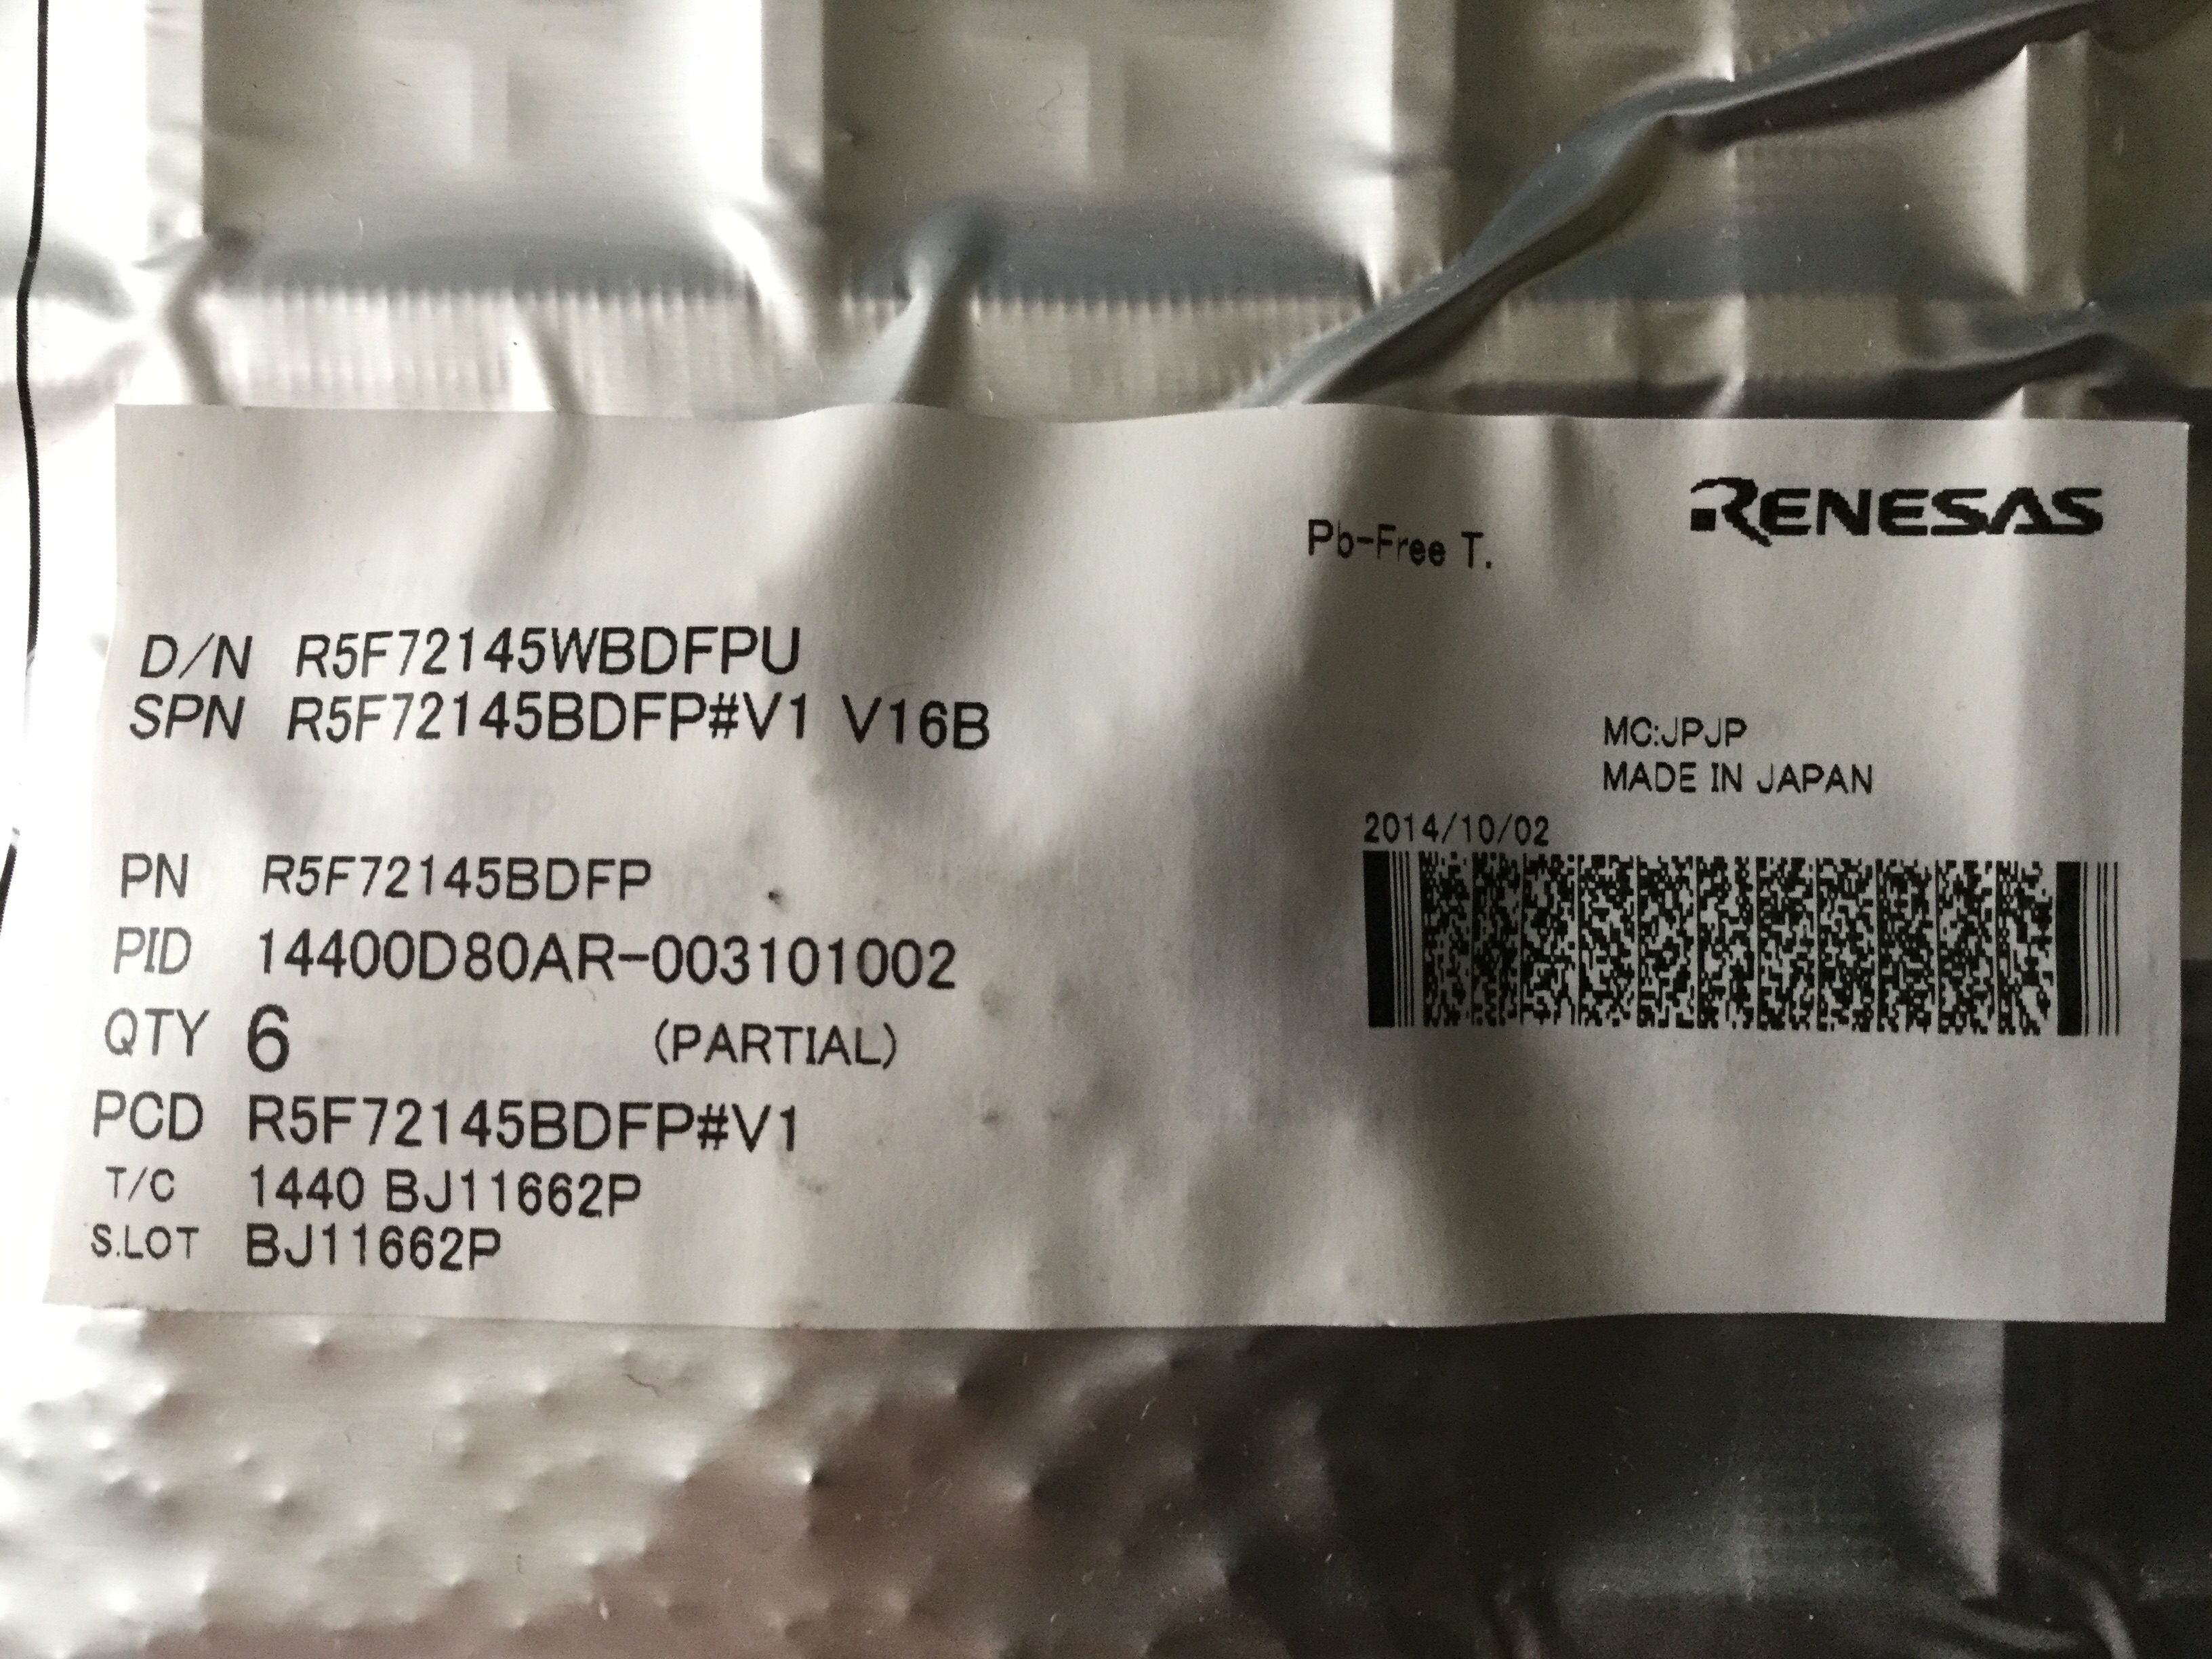 RENESAS
Pb-Free T.
D/N R5F72145WBDFPU
SPN R5F72145BDFP#V1 V16B
MC:JPJP
MADE IN JAPAN
2014/10/02
PN R5F72145BDFP
PID 14400D80AR-003101002
QTY 6 (PARTIAL)
PCD R5F72145BDFP#V1
T/C 1440 BJ11662P
S.LOT BJ11662P